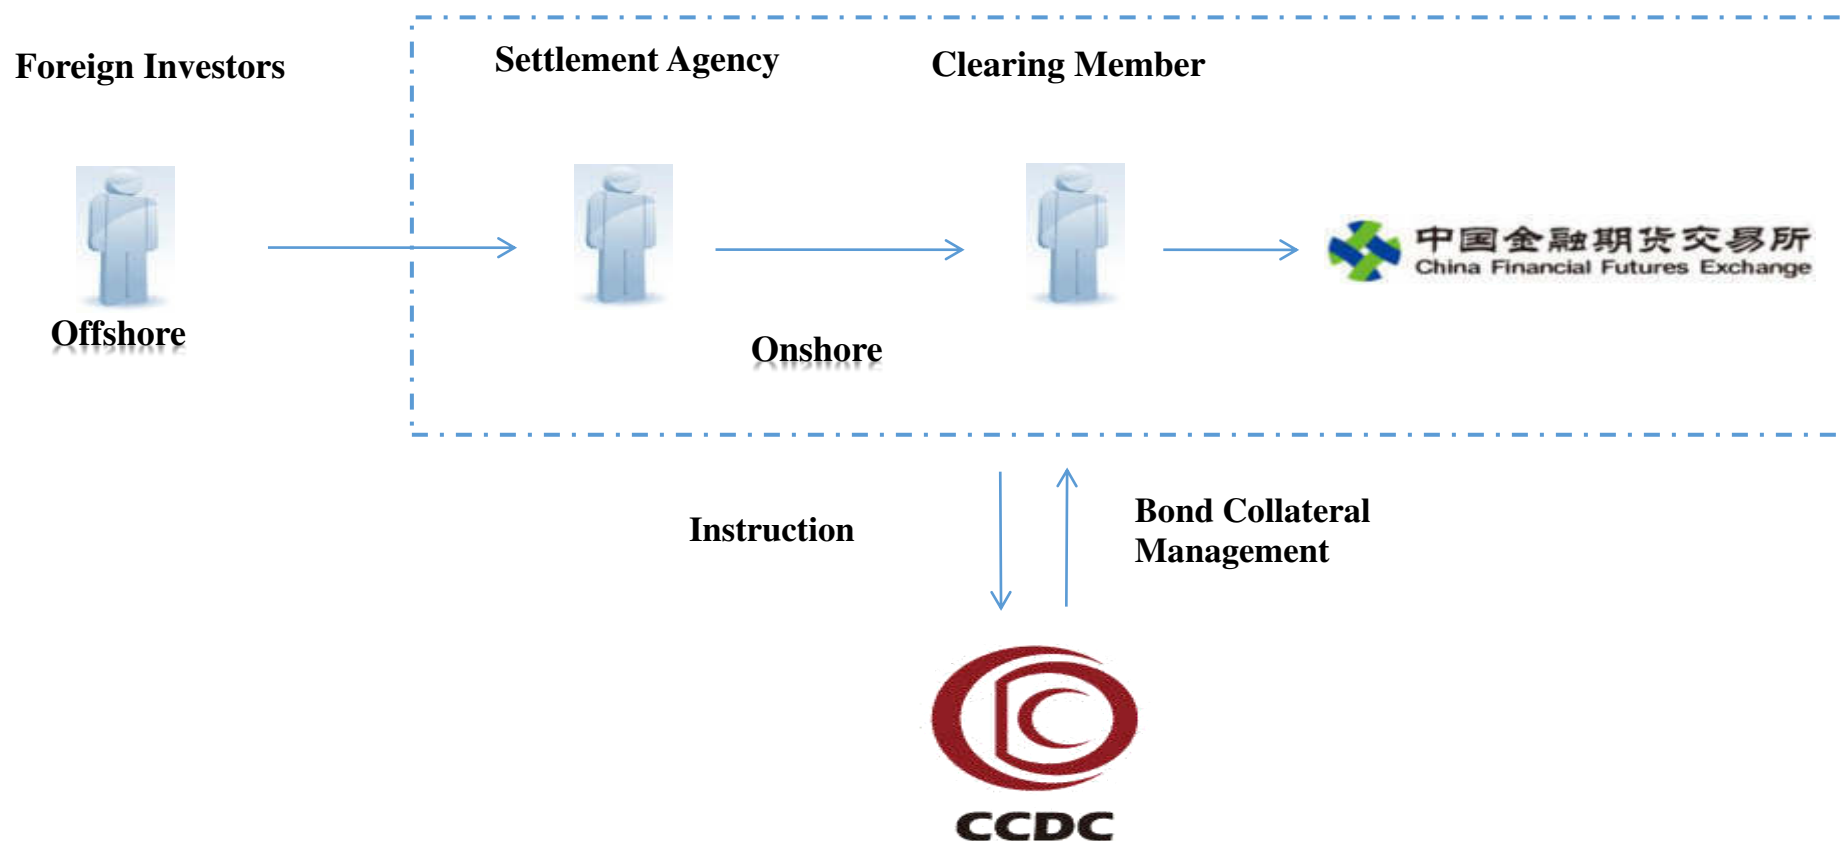 Foreign Investors
Settlement Agency
Clearing Member
中国金融期货交易所
China Financial Futures Exchange
Offshore
Onshore
Instruction
Bond Collateral
Management
CCDC